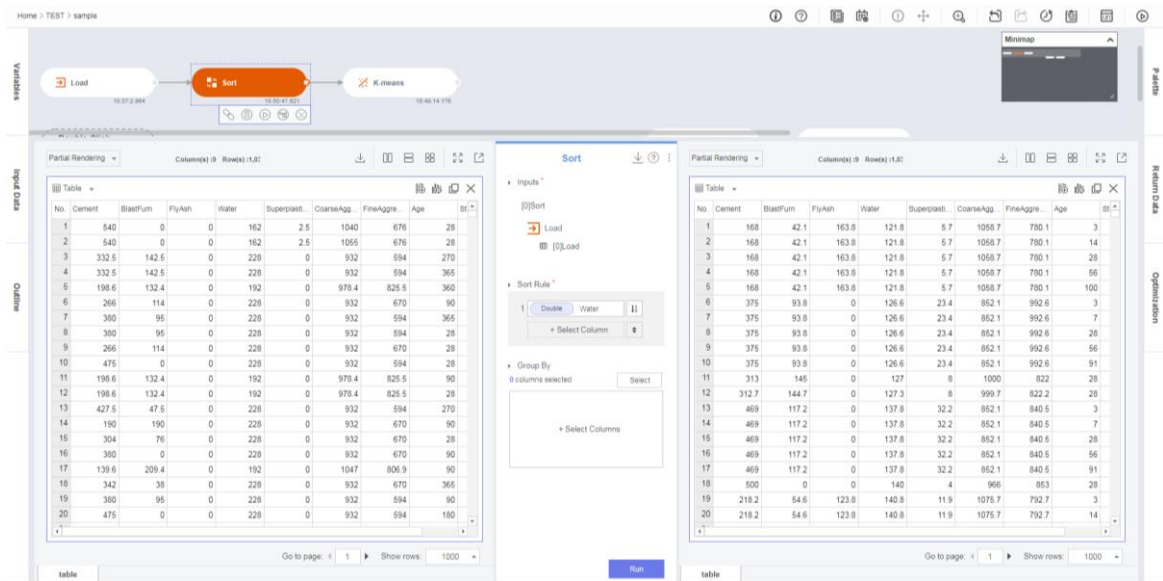 Home > TEST > sample
Minimap
Variables
Input Data
Outline
Palette
Return Data
Optimization
Load
Sort
K-means
18:50:47.821
Partial Rendering
Column(s) :9 Row(s) :1,0
Table
No. Cement BlastFurn FlyAsh Water Superplasti... CoarseAgg... FineAggre... Age St
1 540 0 0 162 2.5 1040 676 28
2 540 0 0 162 2.5 1055 676 28
3 332.5 142.5 0 228 0 932 594 270
4 332.5 142.5 0 228 0 932 594 365
5 198.6 132.4 0 192 0 978.4 825.5 360
6 266 114 0 228 0 932 670 90
7 380 95 0 228 0 932 594 365
8 380 95 0 228 0 932 594 28
9 266 114 0 228 0 932 670 28
10 475 0 0 228 0 932 594 28
11 198.6 132.4 0 192 0 978.4 825.5 90
12 198.6 132.4 0 192 0 978.4 825.5 28
13 427.5 47.5 0 228 0 932 594 270
14 190 190 0 228 0 932 670 90
15 304 76 0 228 0 932 670 28
16 380 0 0 228 0 932 670 90
17 139.6 209.4 0 192 0 1047 806.9 90
18 342 38 0 228 0 932 670 365
19 380 95 0 228 0 932 594 90
20 475 0 0 228 0 932 594 180
Go to page: 1 Show rows: 1000
table
Sort
Inputs *
[0]Sort
Load
[0]Load
Sort Rule *
1 Double Water
+ Select Column
Group By
0 columns selected Select
+ Select Columns
Run
Partial Rendering
Column(s) :9 Row(s) :1,0
Table
No. Cement BlastFurn FlyAsh Water Superplasti... CoarseAgg... FineAggre... Age St
1 168 42.1 163.8 121.8 5.7 1058.7 780.1 3
2 168 42.1 163.8 121.8 5.7 1058.7 780.1 14
3 168 42.1 163.8 121.8 5.7 1058.7 780.1 28
4 168 42.1 163.8 121.8 5.7 1058.7 780.1 56
5 168 42.1 163.8 121.8 5.7 1058.7 780.1 100
6 375 93.8 0 126.6 23.4 852.1 992.6 3
7 375 93.8 0 126.6 23.4 852.1 992.6 7
8 375 93.8 0 126.6 23.4 852.1 992.6 28
9 375 93.8 0 126.6 23.4 852.1 992.6 56
10 375 93.8 0 126.6 23.4 852.1 992.6 91
11 313 145 0 127 8 1000 822 28
12 312.7 144.7 0 127.3 8 999.7 822.2 28
13 469 117.2 0 137.8 32.2 852.1 840.5 3
14 469 117.2 0 137.8 32.2 852.1 840.5 7
15 469 117.2 0 137.8 32.2 852.1 840.5 28
16 469 117.2 0 137.8 32.2 852.1 840.5 56
17 469 117.2 0 137.8 32.2 852.1 840.5 91
18 500 0 0 140 4 966 853 28
19 218.2 54.6 123.8 140.8 11.9 1075.7 792.7 3
20 218.2 54.6 123.8 140.8 11.9 1075.7 792.7 14
Go to page: 1 Show rows: 1000
table